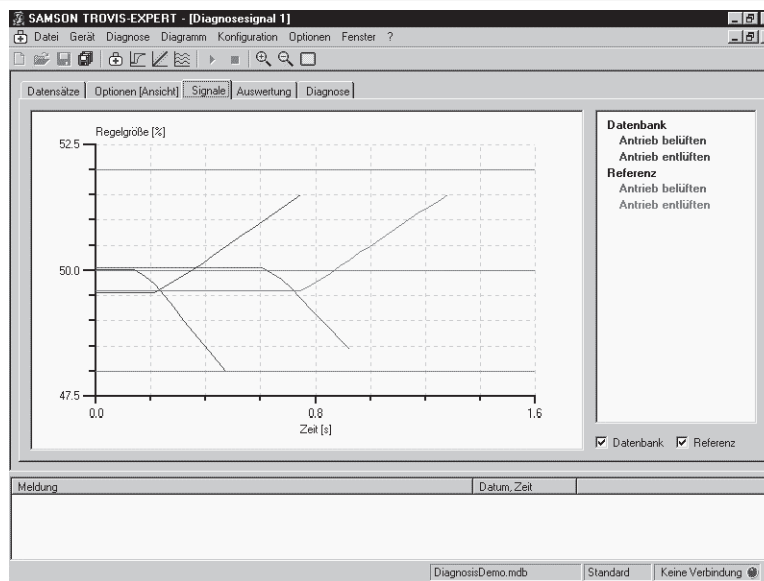 SAMSON TROVIS-EXPERT - [Diagnosesignal 1]
Datei Gerät Diagnose Diagramm Konfiguration Optionen Fenster ?
Datensätze Optionen [Ansicht] Signale Auswertung Diagnose
Regelgröße [%]
52.5
50.0
47.5
0.0 0.8 1.6
Zeit [s]
Datenbank
Antrieb belüften
Antrieb entlüften
Referenz
Antrieb belüften
Antrieb entlüften
Datenbank Referenz
Meldung Datum, Zeit
DiagnosisDemo.mdb Standard Keine Verbindung